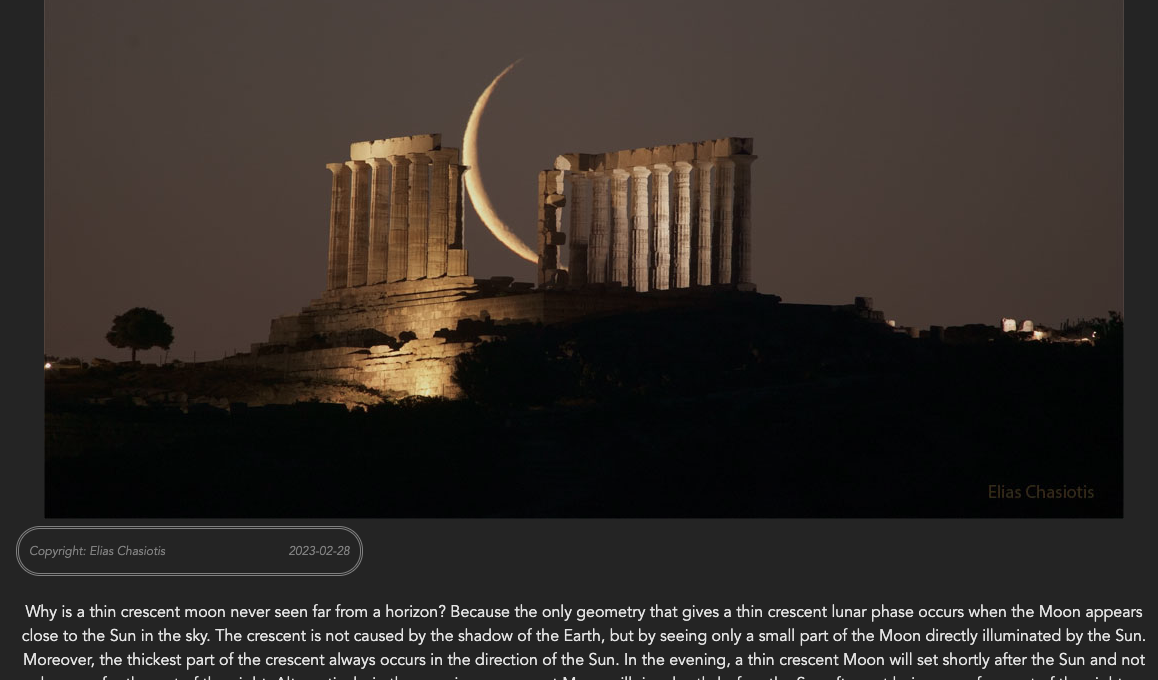 Elias Chasiotis
Copyright: Elias Chasiotis 2023-02-28
Why is a thin crescent moon never seen far from a horizon? Because the only geometry that gives a thin crescent lunar phase occurs when the Moon appears
close to the Sun in the sky. The crescent is not caused by the shadow of the Earth, but by seeing only a small part of the Moon directly illuminated by the Sun.
Moreover, the thickest part of the crescent always occurs in the direction of the Sun. In the evening, a thin crescent Moon will set shortly after the Sun and not